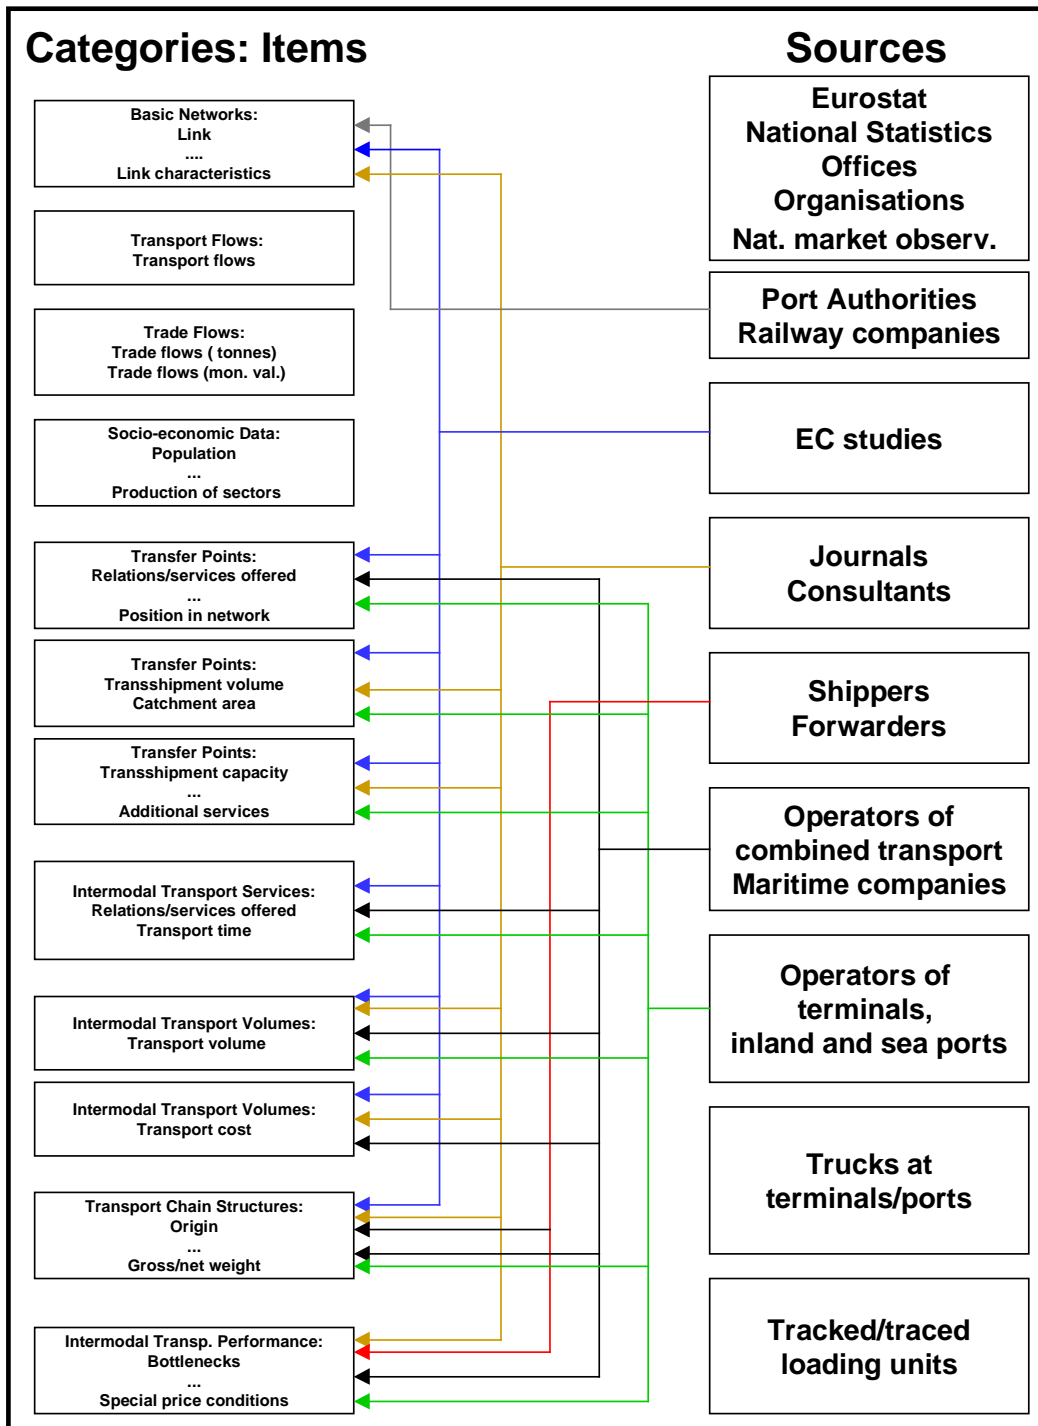 Categories: Items
Basic Networks:
Link
....
Link characteristics
Transport Flows:
Transport flows
Trade Flows:
Trade flows ( tonnes)
Trade flows (mon. val.)
Socio-economic Data:
Population
...
Production of sectors
Transfer Points:
Relations/services offered
...
Position in network
Transfer Points:
Transshipment volume
Catchment area
Transfer Points:
Transshipment capacity
...
Additional services
Intermodal Transport Services:
Relations/services offered
Transport time
Intermodal Transport Volumes:
Transport volume
Intermodal Transport Volumes:
Transport cost
Transport Chain Structures:
Origin
...
Gross/net weight
Intermodal Transp. Performance:
Bottlenecks
...
Special price conditions
Sources
Eurostat
National Statistics
Offices
Organisations
Nat. market observ.
Port Authorities
Railway companies
EC studies
Journals
Consultants
Shippers
Forwarders
Operators of
combined transport
Maritime companies
Operators of
terminals,
inland and sea ports
Trucks at
terminals/ports
Tracked/traced
loading units